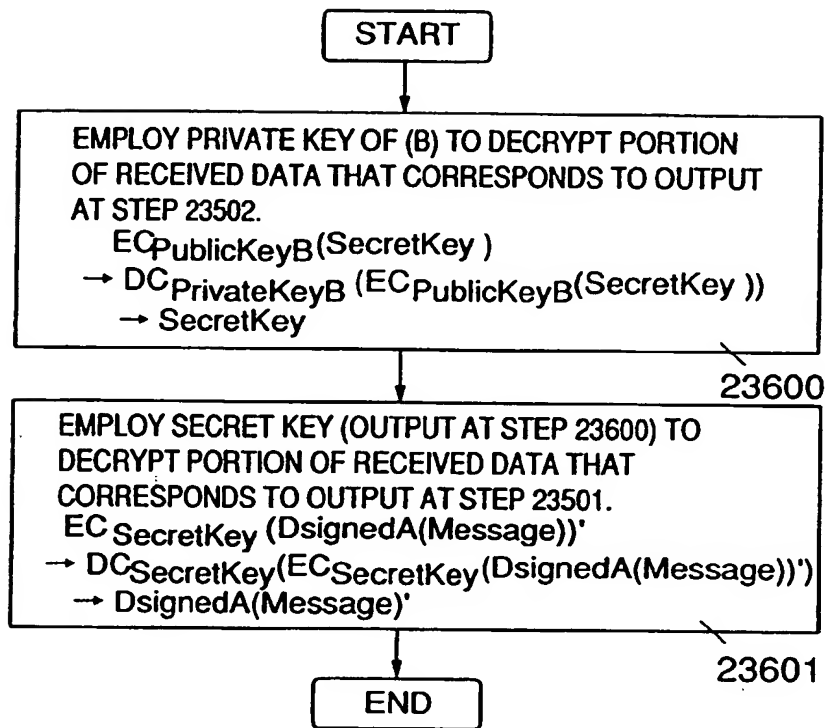 START
EMPLOY PRIVATE KEY OF (B) TO DECRYPT PORTION
OF RECEIVED DATA THAT CORRESPONDS TO OUTPUT
AT STEP 23502.
ECPublicKeyB(SecretKey )
→ DCPrivateKeyB (ECPublicKeyB(SecretKey ))
→ SecretKey
23600
EMPLOY SECRET KEY (OUTPUT AT STEP 23600) TO
DECRYPT PORTION OF RECEIVED DATA THAT
CORRESPONDS TO OUTPUT AT STEP 23501.
EC SecretKey (DsignedA(Message))'
→ DCSecretKey(ECSecretKey (DsignedA(Message))')
→ DsignedA(Message)'
23601
END